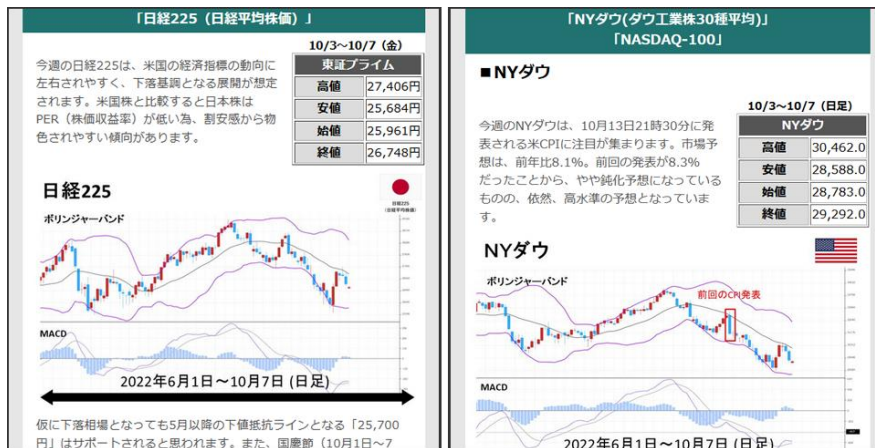 「日経225(日経平均株価)」
10/3~10/7 (金)
今週の日経225は、米国の経済指標の動向に
左右されやすく、下落基調となる展開が想定
されます。米国株と比較すると日本株は
PER(株価収益率)が低い為、割安感から物
色されやすい傾向があります。
東証プライム
高値 27,406円
安値 25,684円
始値 25,961円
終値 26,748円
日経225
日経225
(日経平均株価)
ボリンジャーバンド
MACD
2022年6月1日~10月7日 (日足)
仮に下落相場となっても5月以降の下値抵抗ラインとなる「25,700
円」はサポートされると思われます。また、国慶節(10月1日~7
「NYダウ(ダウ工業株30種平均)」
「NASDAQ-100」
■NYダウ
10/3~10/7 (日足)
今週のNYダウは、10月13日21時30分に発
表される米CPIに注目が集まります。市場予
想は、前年比8.1%。前回の発表が8.3%
だったことから、やや鈍化予想になっている
ものの、依然、高水準の予想となっていま
す。
NYダウ
高値 30,462.0
安値 28,588.0
始値 28,783.0
終値 29,292.0
NYダウ
ボリンジャーバンド
前回のCPI発表
MACD
2022年6月1日~10月7日 (日足)